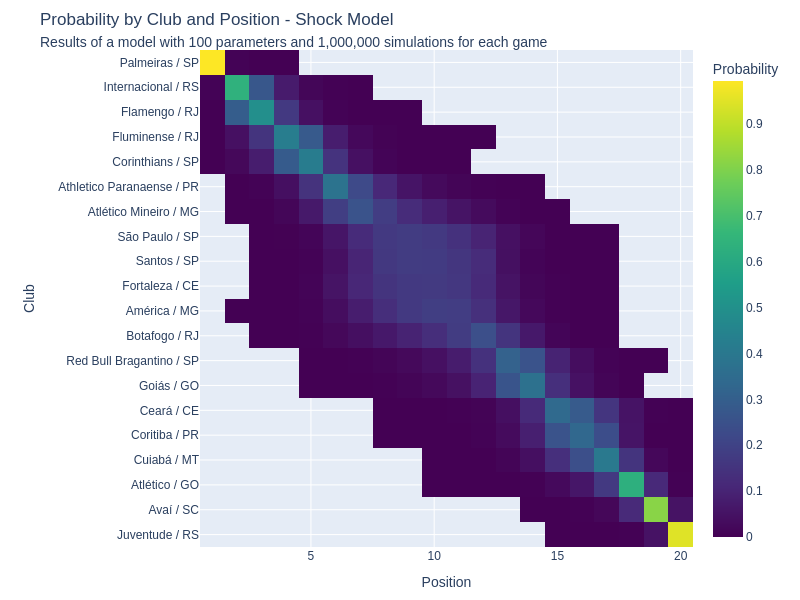 Probability by Club and Position - Shock Model
Results of a model with 100 parameters and 1,000,000 simulations for each game
Probability
Palmeiras / SP
Internacional / RS
Flamengo / RJ
Fluminense / RJ
Corinthians / SP
Athletico Paranaense / PR
Atlético Mineiro / MG
São Paulo / SP
Santos / SP
Fortaleza / CE
América / MG
Botafogo / RJ
Red Bull Bragantino / SP
Goiás / GO
Ceará / CE
Coritiba / PR
Cuiabá / MT
Atlético / GO
Avaí / SC
Juventude / RS
Club
5
10
15
20
Position
0.9
0.8
0.7
0.6
0.5
0.4
0.3
0.2
0.1
0